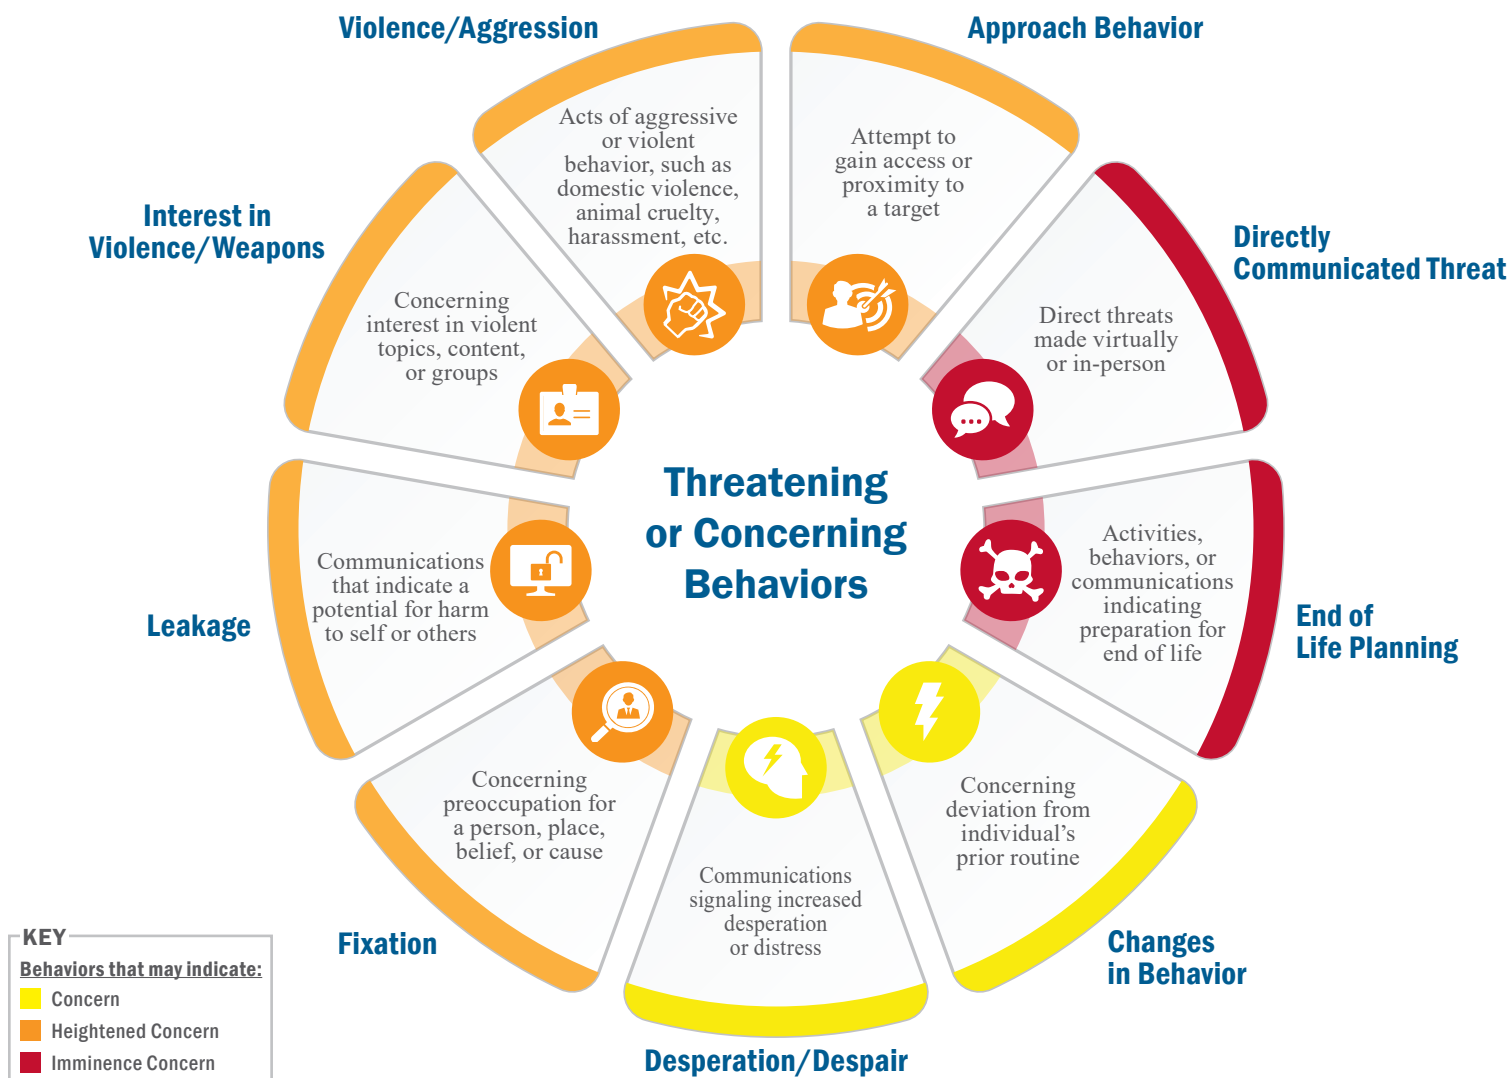 Violence/Aggression
Acts of aggressive
or violent
behavior, such as
domestic violence,
animal cruelty,
harassment, etc.
Approach Behavior
Attempt to
gain access or
proximity to
a target
Directly
Communicated Threat
Direct threats
made virtually
or in-person
End of
Life Planning
Activities,
behaviors, or
communications
indicating
preparation for
end of life
Changes
in Behavior
Concerning
deviation from
individual’s
prior routine
Desperation/Despair
Communications
signaling increased
desperation
or distress
Fixation
Concerning
preoccupation for
a person, place,
belief, or cause
Leakage
Communications
that indicate a
potential for harm
to self or others
Interest in
Violence/Weapons
Concerning
interest in violent
topics, content,
or groups
Threatening
or Concerning
Behaviors
KEY
Behaviors that may indicate:
Concern
Heightened Concern
Imminence Concern